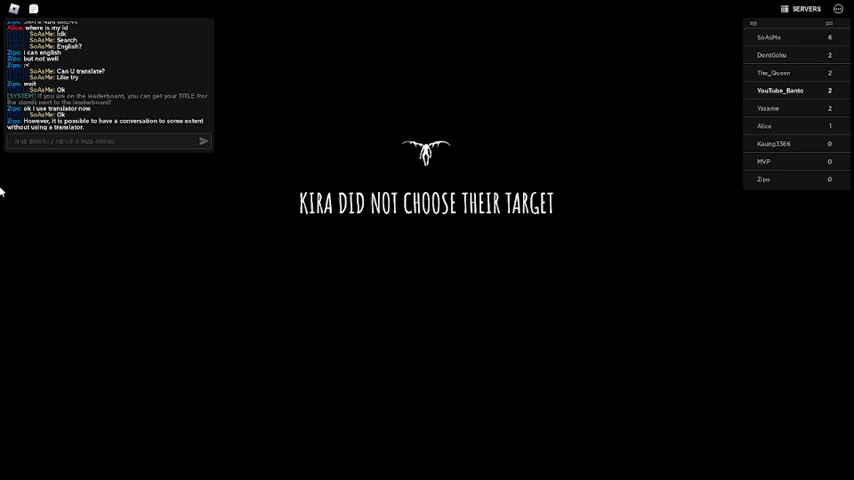 SERVERS
Alice: where is my id
SoAsMe: Idk
SoAsMe: Search
SoAsMe: English?
Zips: i can english
Zips: but not well
Zips: ;<
SoAsMe: Can U translate?
SoAsMe: Like try
Zips: wait
SoAsMe: Ok
[SYSTEM] If you are on the leaderboard, you can get your TITLE from
the stands next to the leaderboard!
Zips: ok i use translator now
SoAsMe: Ok
Zips: However, it is possible to have a conversation to some extent
without using a translator.
KIRA DID NOT CHOOSE THEIR TARGET
SoAsMe 6
DontGoku 2
The_Queen 2
YouTube_Banto 2
Yssame 2
Alice 1
Kaung3366 0
MVP 0
Zips 0